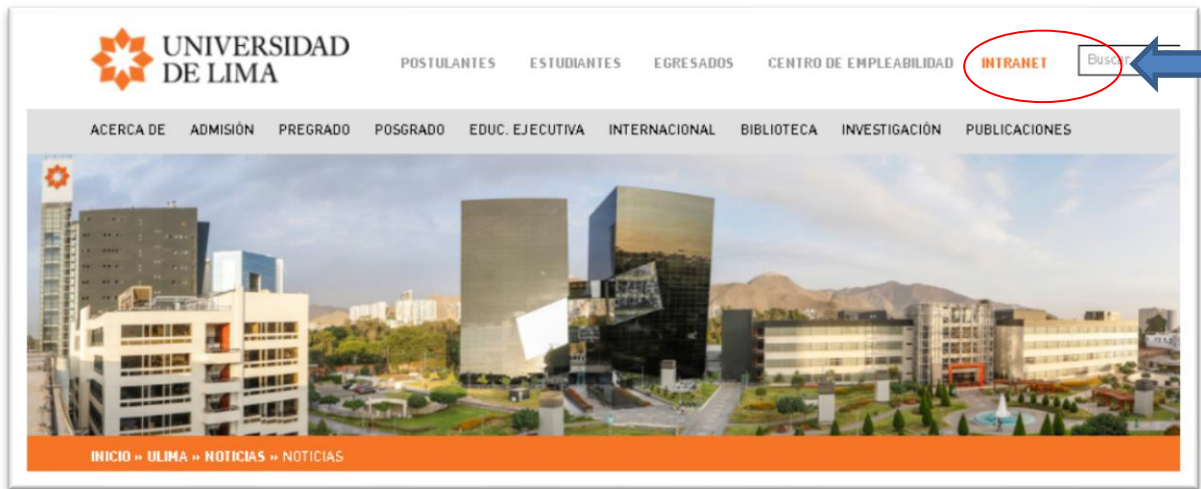 UNIVERSIDAD
DE LIMA
POSTULANTES ESTUDIANTES EGRESADOS CENTRO DE EMPLEABILIDAD INTRANET Buscar
ACERCA DE ADMISIÓN PREGRADO POSGRADO EDUC. EJECUTIVA INTERNACIONAL BIBLIOTECA INVESTIGACIÓN PUBLICACIONES
INICIO » ULIMA » NOTICIAS » NOTICIAS